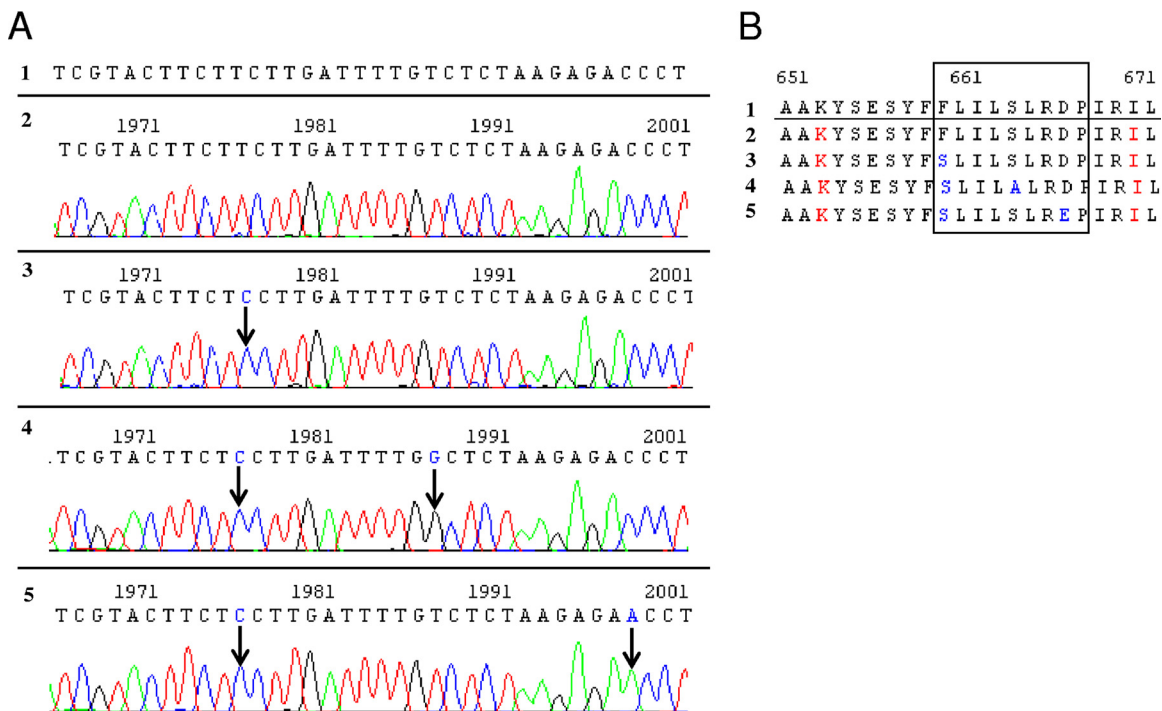 A
1 TCGTACTTCTTCTTGATTTTGTCTCTAAGAGACCCT
2
1971 1981 1991 2001
TCGTACTTCTTCTTGATTTTGTCTCTAAGAGACCCT
3
1971 1981 1991 2001
TCGTACTTCTCCTTGATTTTGTCTCTAAGAGACCCT
4
1971 1981 1991 2001
.TCGTACTTCTCCTTGATTTTGGCTCTAAGAGACCCT
5
1971 1981 1991 2001
TCGTACTTCTCCTTGATTTTGTCTCTAAGAGAACCT
B
651 661 671
1 AAKYSESYFFLILSLRDPIRIL
2 AAKYSESYFFLILSLRDPIRIL
3 AAKYSESYFSLILSLRDPIRIL
4 AAKYSESYFSLILALRDPIRIL
5 AAKYSESYFSLILSLREPIRIL